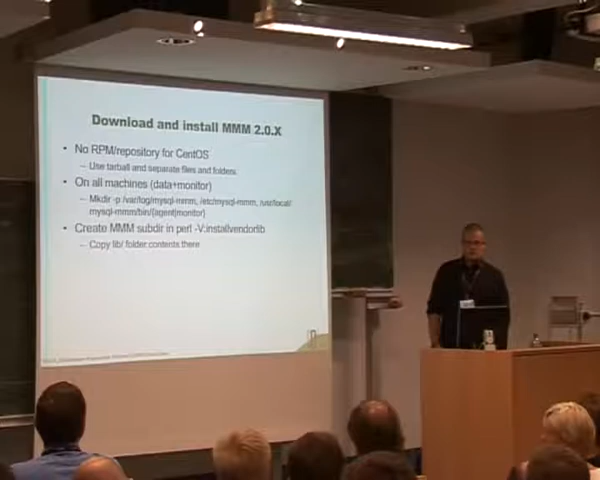 Download and install MMM 2.0.X
• No RPM/repository for CentOS
– Use tarball and separate files and folders
• On all machines (data+monitor)
– Mkdir -p /var/log/mysql-mmm, /etc/mysql-mmm, /usr/local/
mysql-mmm/bin/{agent|monitor}
• Create MMM subdir in perl -V:installvendorlib
– Copy lib/ folder contents there